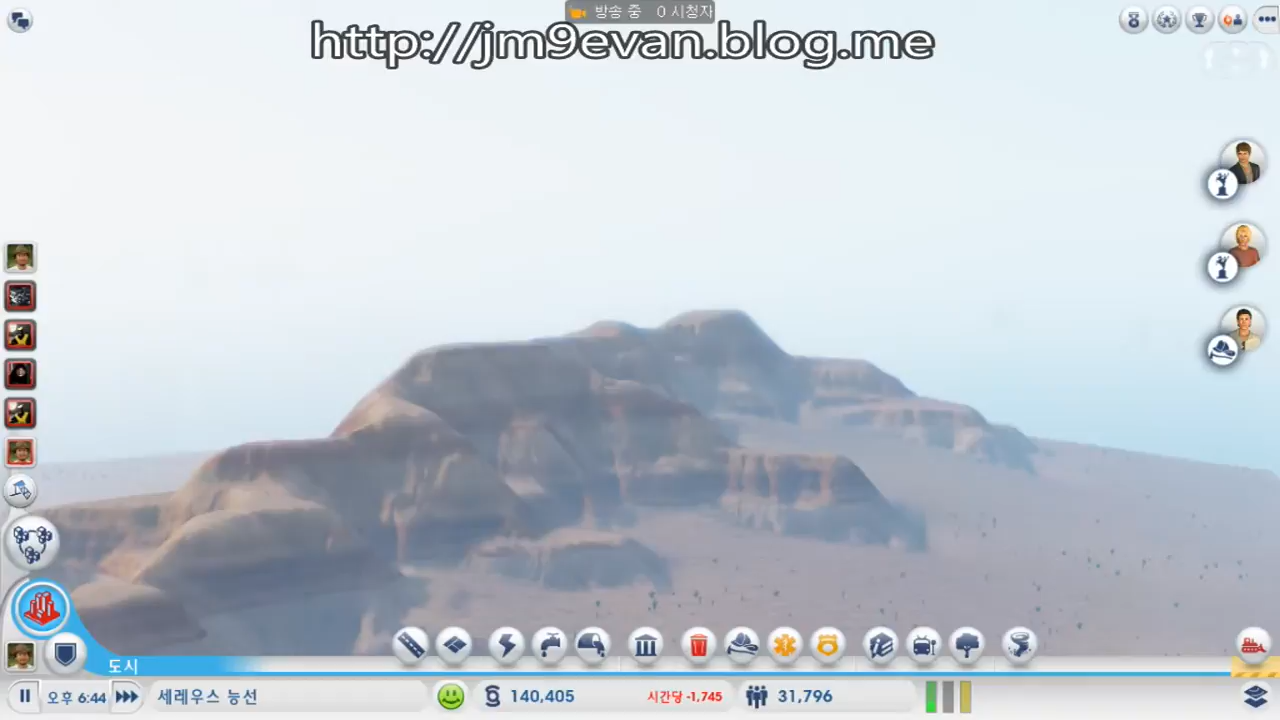 방송 중 0 시청자
http://jm9evan.blog.me
도시
오후 6:44
세레우스 능선
140,405
시간당 -1,745
31,796